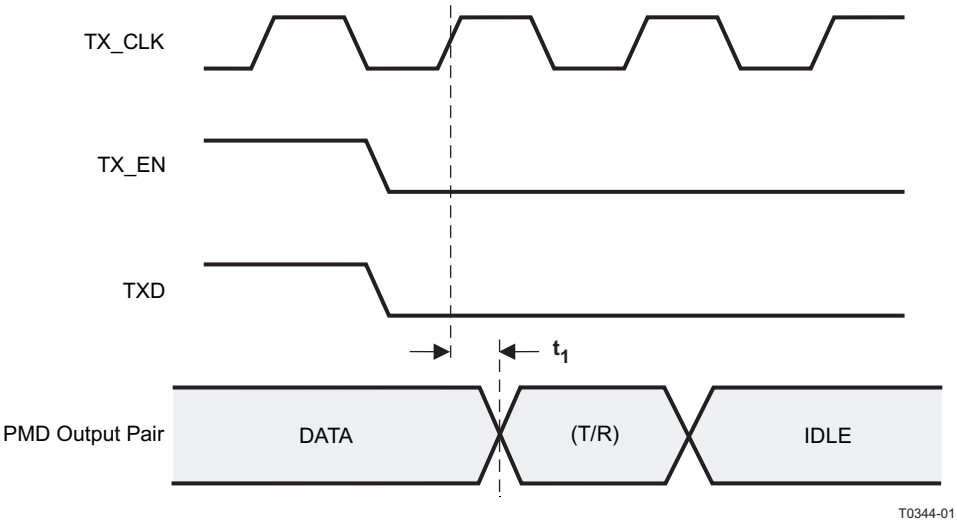 TX_CLK
TX_EN
TXD
t1
PMD Output Pair
DATA
(T/R)
IDLE
T0344-01